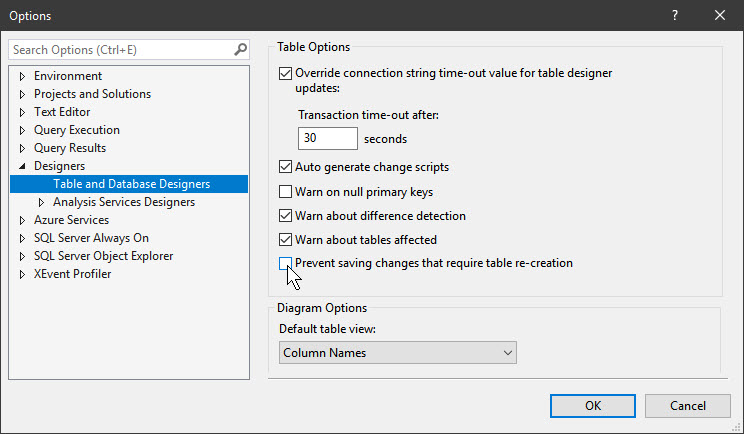 Options
Search Options (Ctrl+E)
Environment
Projects and Solutions
Text Editor
Query Execution
Query Results
Designers
Table and Database Designers
Analysis Services Designers
Azure Services
SQL Server Always On
SQL Server Object Explorer
XEvent Profiler
Table Options
Override connection string time-out value for table designer
updates:
Transaction time-out after:
30 seconds
Auto generate change scripts
Warn on null primary keys
Warn about difference detection
Warn about tables affected
Prevent saving changes that require table re-creation
Diagram Options
Default table view:
Column Names
OK Cancel